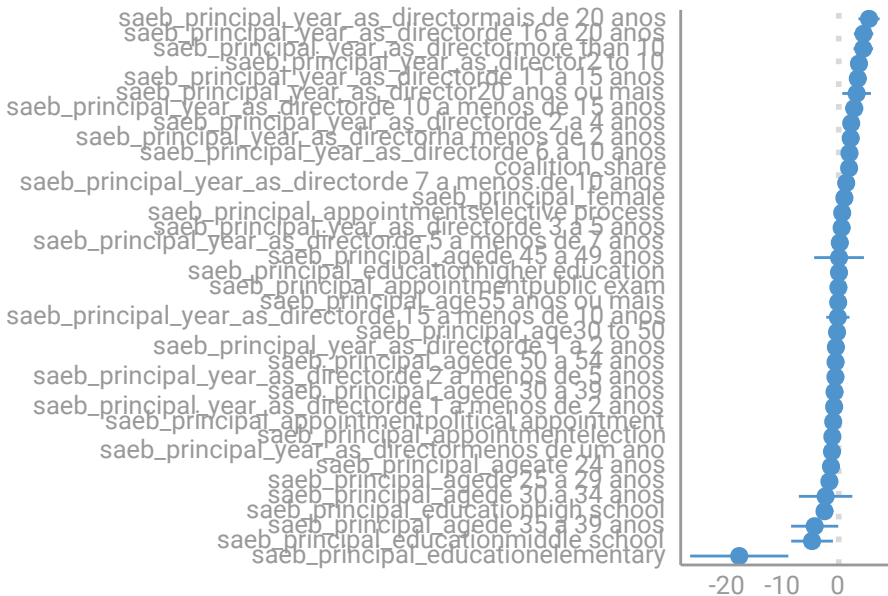 saeb_principal_year_as_directormais de 20 anos
saeb_principal_year_as_directorde 16 a 20 anos
saeb_principal_year_as_directormore than 10
saeb_principal_year_as_director2 to 10
saeb_principal_year_as_directorde 11 a 15 anos
saeb_principal_year_as_director20 anos ou mais
saeb_principal_year_as_directorde 10 a menos de 15 anos
saeb_principal_year_as_directorde 2 a 4 anos
saeb_principal_year_as_directorha menos de 2 anos
saeb_principal_year_as_directorde 6 a 10 anos
coalition_share
saeb_principal_year_as_directorde 7 a menos de 10 anos
saeb_principal_female
saeb_principal_appointmentselective process
saeb_principal_year_as_directorde 3 a 5 anos
saeb_principal_year_as_directorde 5 a menos de 7 anos
saeb_principal_agede 45 a 49 anos
saeb_principal_educationhigher education
saeb_principal_appointmentpublic exam
saeb_principal_age55 anos ou mais
saeb_principal_year_as_directorde 15 a menos de 10 anos
saeb_principal_age30 to 50
saeb_principal_year_as_directorde 1 a 2 anos
saeb_principal_agede 50 a 54 anos
saeb_principal_year_as_directorde 2 a menos de 5 anos
saeb_principal_agede 30 a 39 anos
saeb_principal_year_as_directorde 1 a menos de 2 anos
saeb_principal_appointmentpolitical appointment
saeb_principal_appointmentelection
saeb_principal_year_as_directormenos de um ano
saeb_principal_ageate 24 anos
saeb_principal_agede 25 a 29 anos
saeb_principal_agede 30 a 34 anos
saeb_principal_educationhigh school
saeb_principal_agede 35 a 39 anos
saeb_principal_educationmiddle school
saeb_principal_educationelementary
-20 -10 0